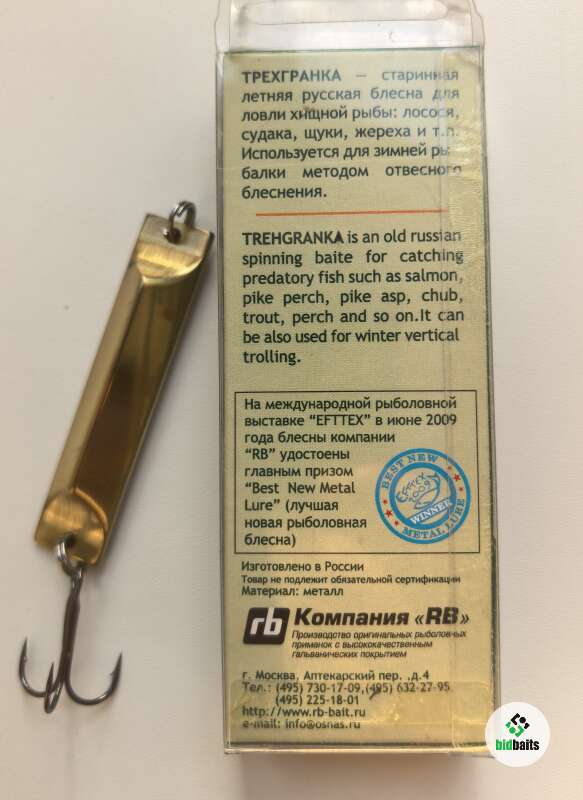 ТРЕХГРАНКА — старинная
летняя русская блесна для
ловли хищной рыбы: лосося,
судака, щуки, жереха и т.п.
Используется для зимней ры-
балки методом отвесного
блеснения.
TREHGRANKA is an old russian
spinning baite for catching
predatory fish such as salmon,
pike perch, pike asp, chub,
trout, perch and so on.It can
be also used for winter vertical
trolling.
На международной рыболовной
выставке “EFTTEX” в июне 2009
года блесны компании
“RB” удостоены
главным призом
“Best New Metal
Lure” (лучшая
новая рыболовная
блесна)
BEST NEW
EFTTEX
2009
WINNER
METAL LURE
Изготовлено в России
Товар не подлежит обязательной сертификации
Материал: металл
rb Компания «RB»
Производство оригинальных рыболовных
приманок с высококачественным
гальваническим покрытием
г. Москва, Аптекарский пер. ,д.4
Тел.: (495) 730-17-09,(495) 632-27-95
(495) 225-18-01
http://www.rb-bait.ru
e-mail: info@osnas.ru
bidbaits